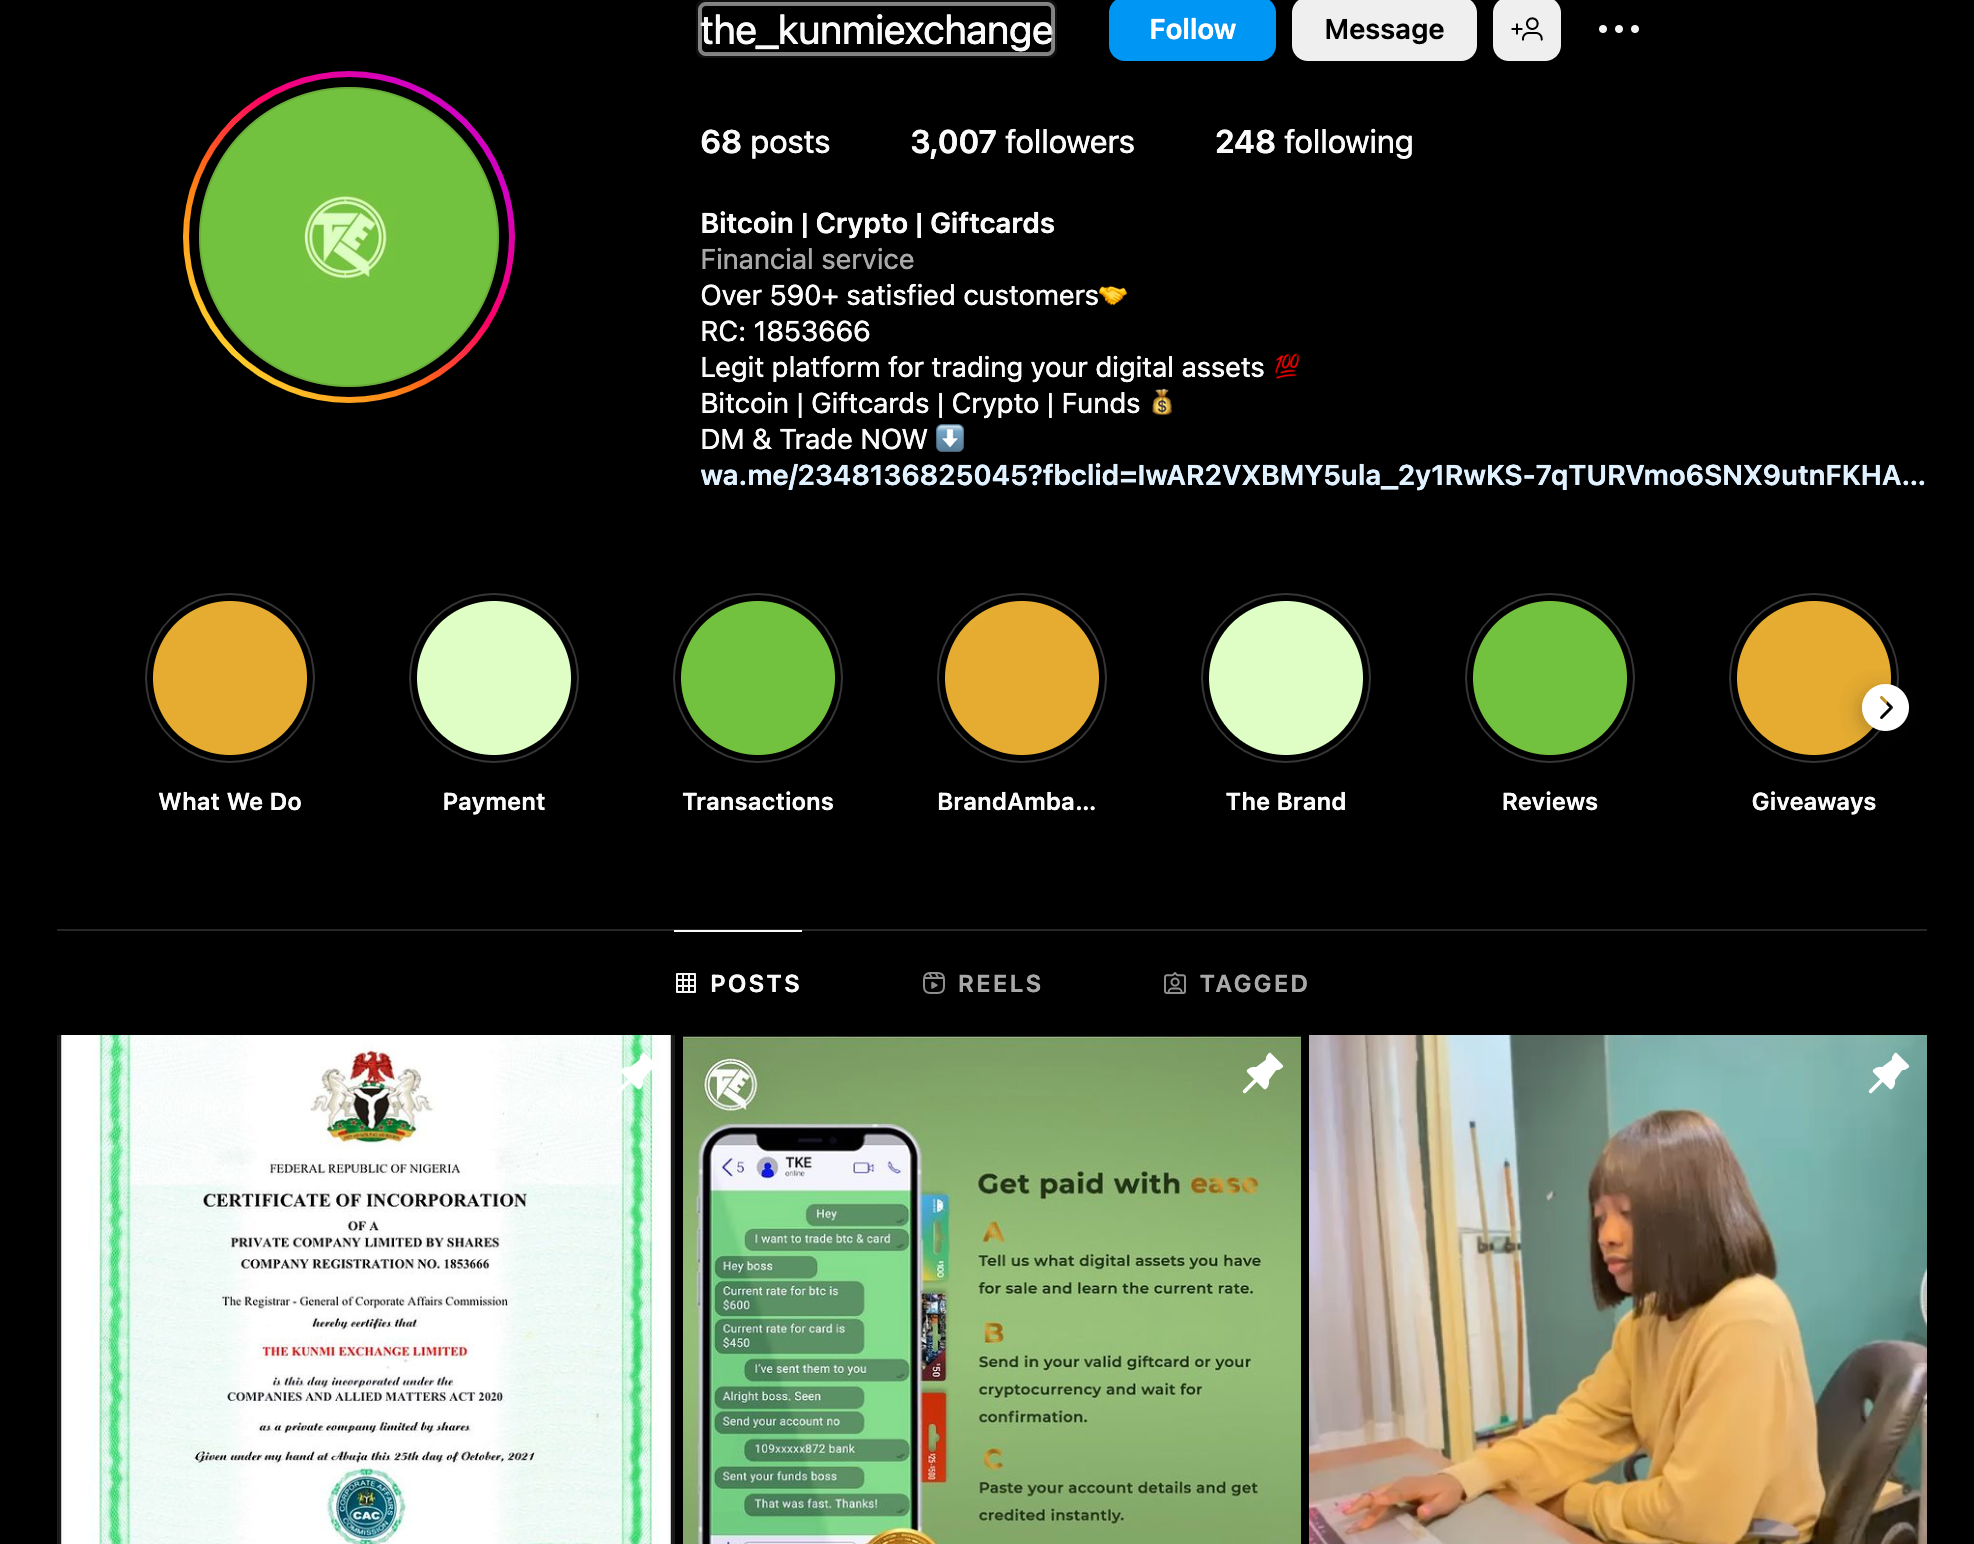 the_kunmiexchange
Follow
Message
68 posts
3,007 followers
248 following
Bitcoin | Crypto | Giftcards
Financial service
Over 590+ satisfied customers🤝
RC: 1853666
Legit platform for trading your digital assets 💯
Bitcoin | Giftcards | Crypto | Funds 💰
DM & Trade NOW ⬇️
wa.me/2348136825045?fbclid=IwAR2VXBMY5ula_2y1RwKS-7qTURVmo6SNX9utnFKHA...
What We Do
Payment
Transactions
BrandAmba...
The Brand
Reviews
Giveaways
POSTS
REELS
TAGGED
FEDERAL REPUBLIC OF NIGERIA
CERTIFICATE OF INCORPORATION
OF A
PRIVATE COMPANY LIMITED BY SHARES
COMPANY REGISTRATION NO. 1853666
The Registrar - General of Corporate Affairs Commission
hereby certifies that
THE KUNMI EXCHANGE LIMITED
is this day incorporated under the
COMPANIES AND ALLIED MATTERS ACT 2020
as a private company limited by shares
Given under my hand at Abuja this 25th day of October, 2021
CORPORATE AFFAIRS
CAC
COMMISSION
5
TKE
online
Hey
I want to trade btc & card
Hey boss
Current rate for btc is
$600
Current rate for card is
$450
I've sent them to you
Alright boss. Seen
Send your account no
109xxxxx872 bank
Sent your funds boss
That was fast. Thanks!
$100
$50
$25-$500
Get paid with ease
A
Tell us what digital assets you have
for sale and learn the current rate.
B
Send in your valid giftcard or your
cryptocurrency and wait for
confirmation.
C
Paste your account details and get
credited instantly.